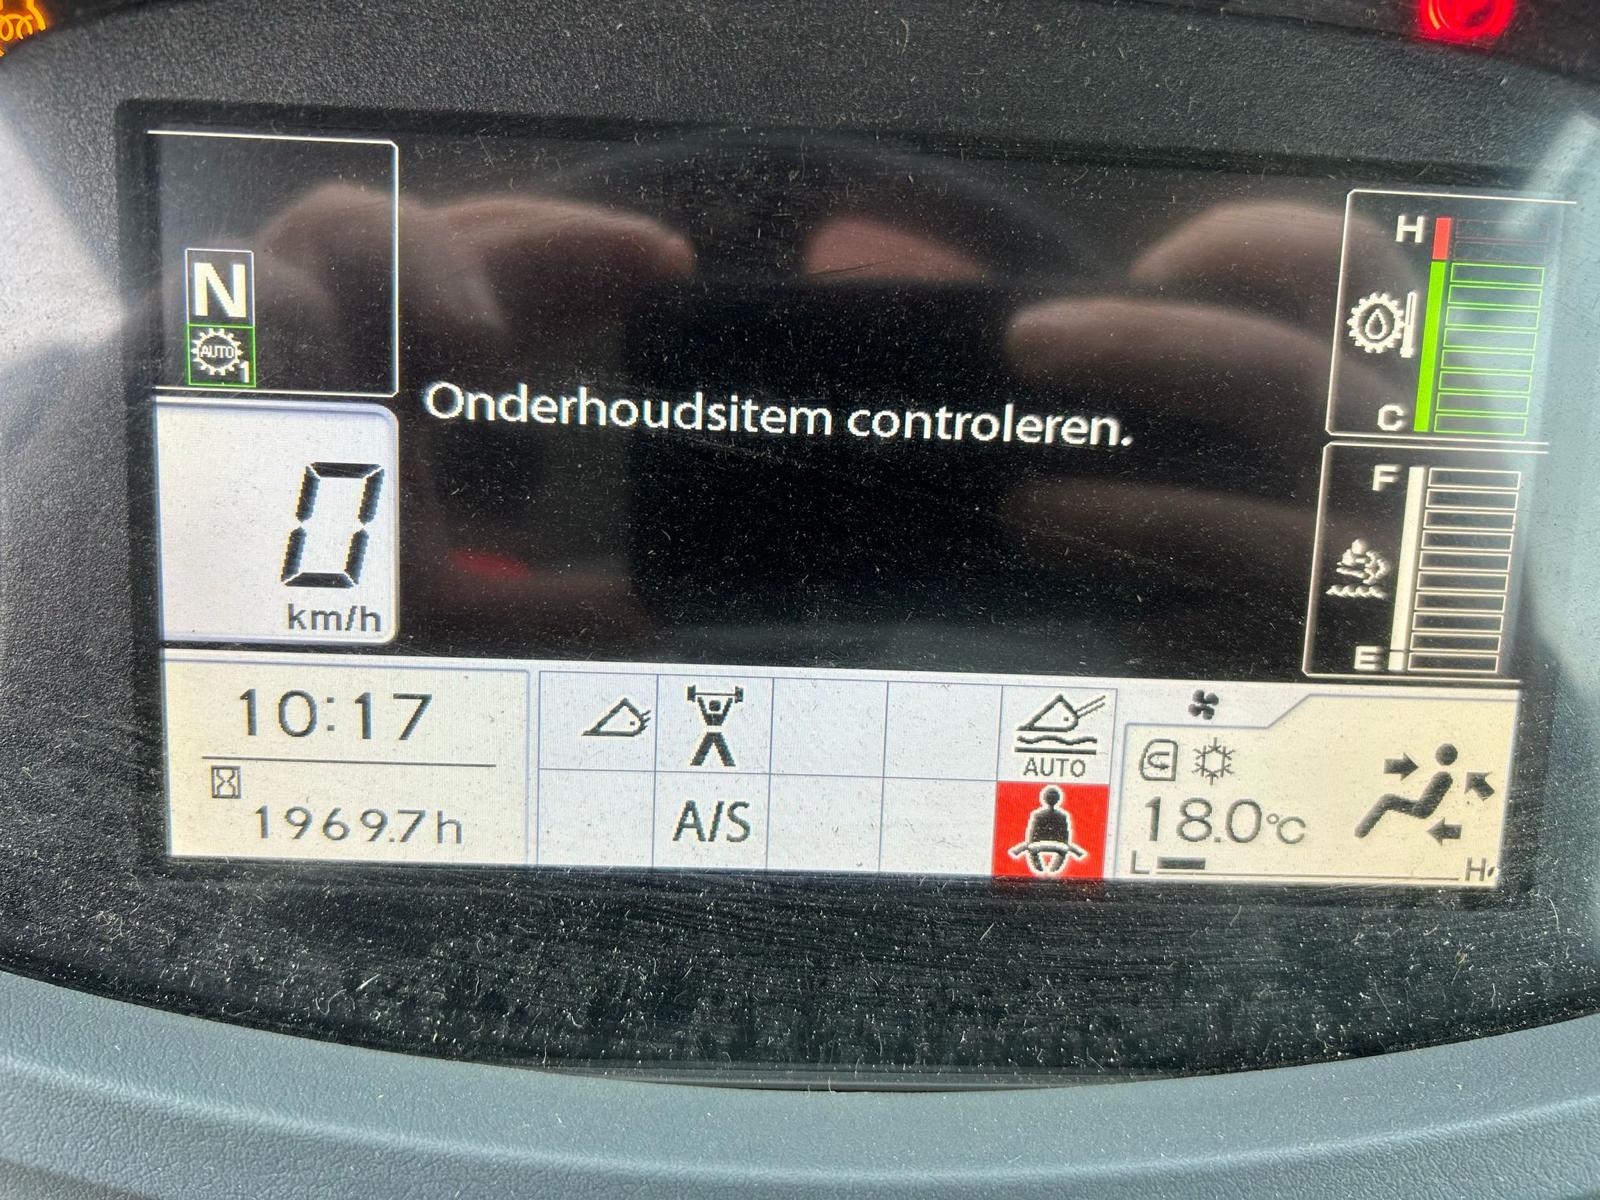 N
AUTO
1
H
C
Onderhoudsitem controleren.
0
km/h
F
E
10:17
1969.7h
A/S
AUTO
18.0°C
L
H